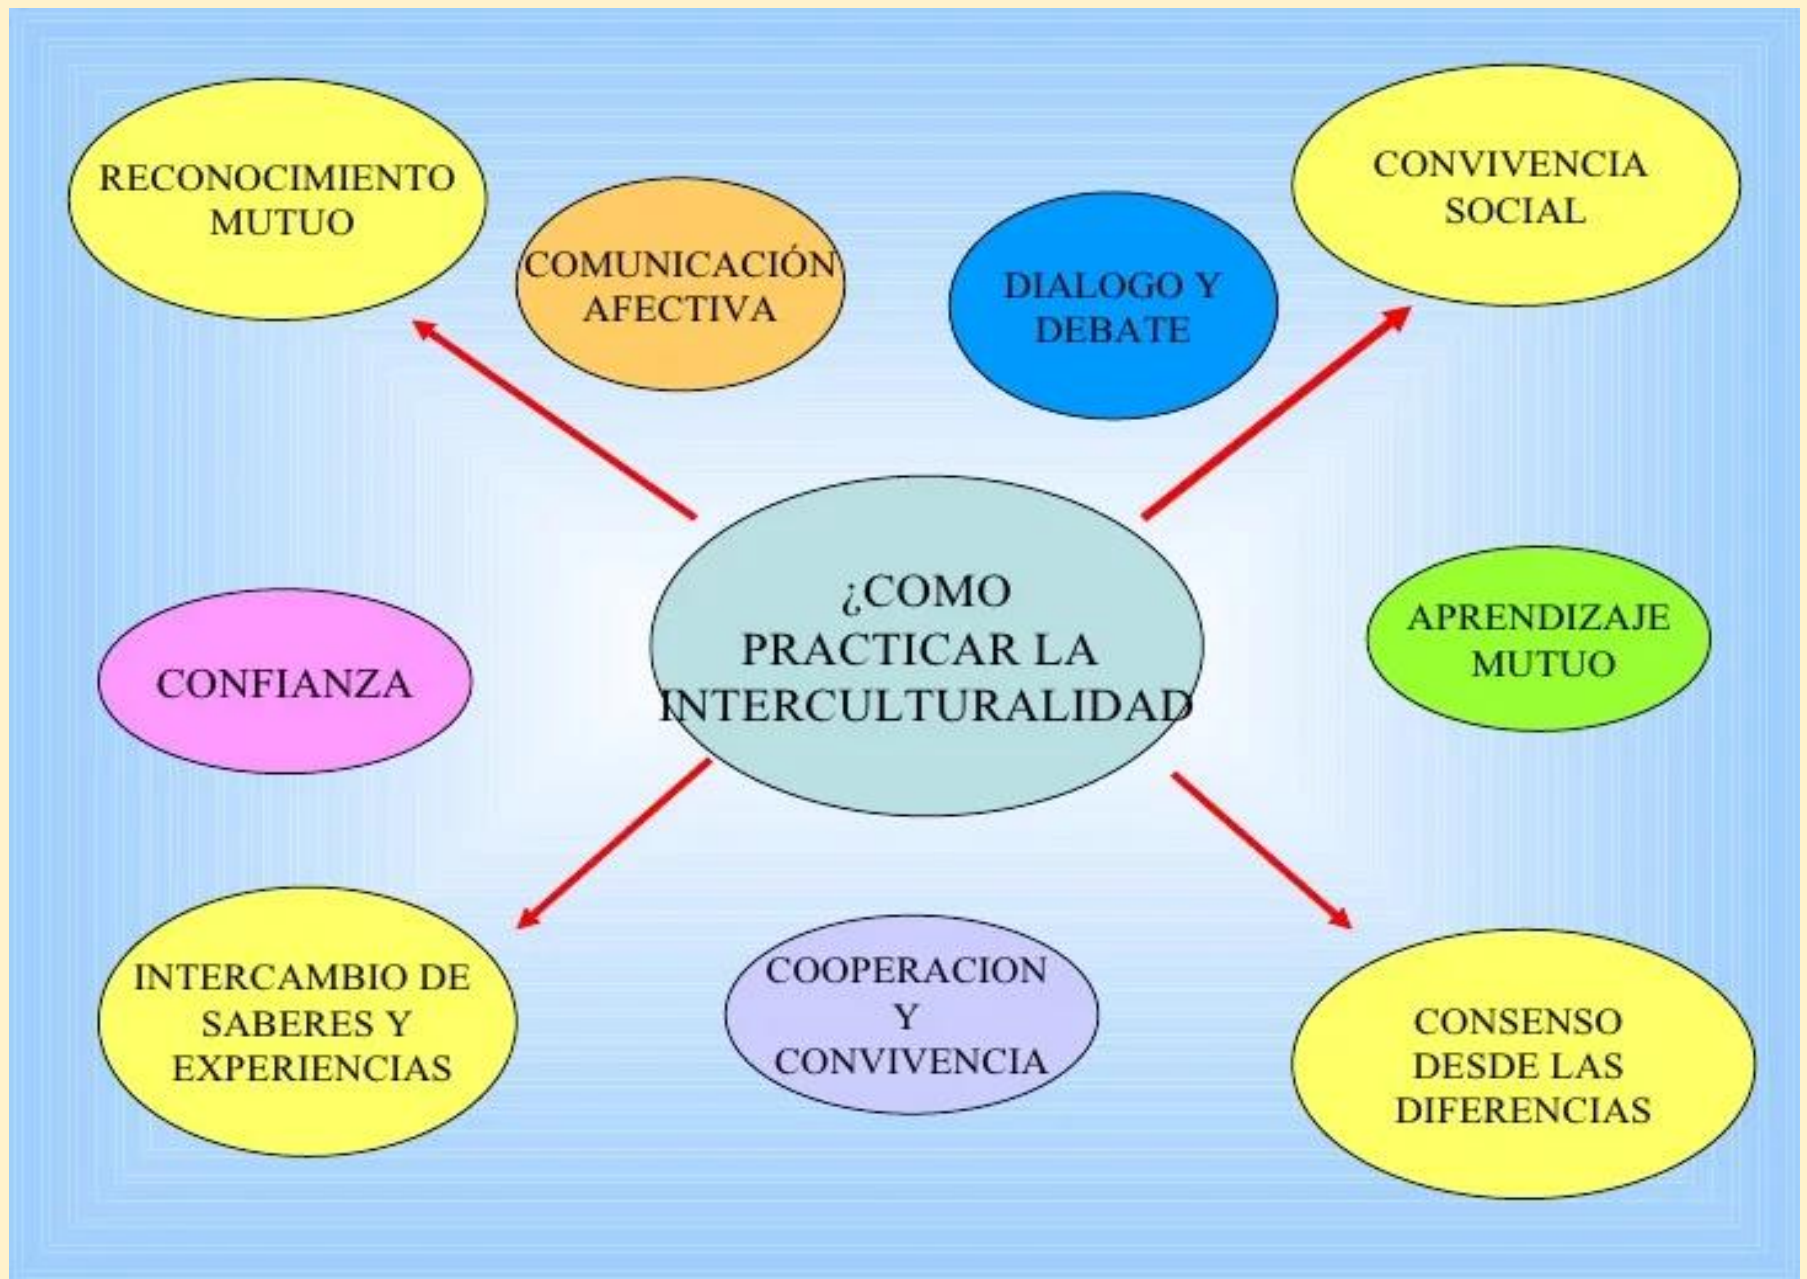 RECONOCIMIENTO
MUTUO
COMUNICACIÓN
AFECTIVA
DIALOGO Y
DEBATE
CONVIVENCIA
SOCIAL
¿COMO
PRACTICAR LA
INTERCULTURALIDAD
CONFIANZA
APRENDIZAJE
MUTUO
INTERCAMBIO DE
SABERES Y
EXPERIENCIAS
COOPERACION
Y
CONVIVENCIA
CONSENSO
DESDE LAS
DIFERENCIAS